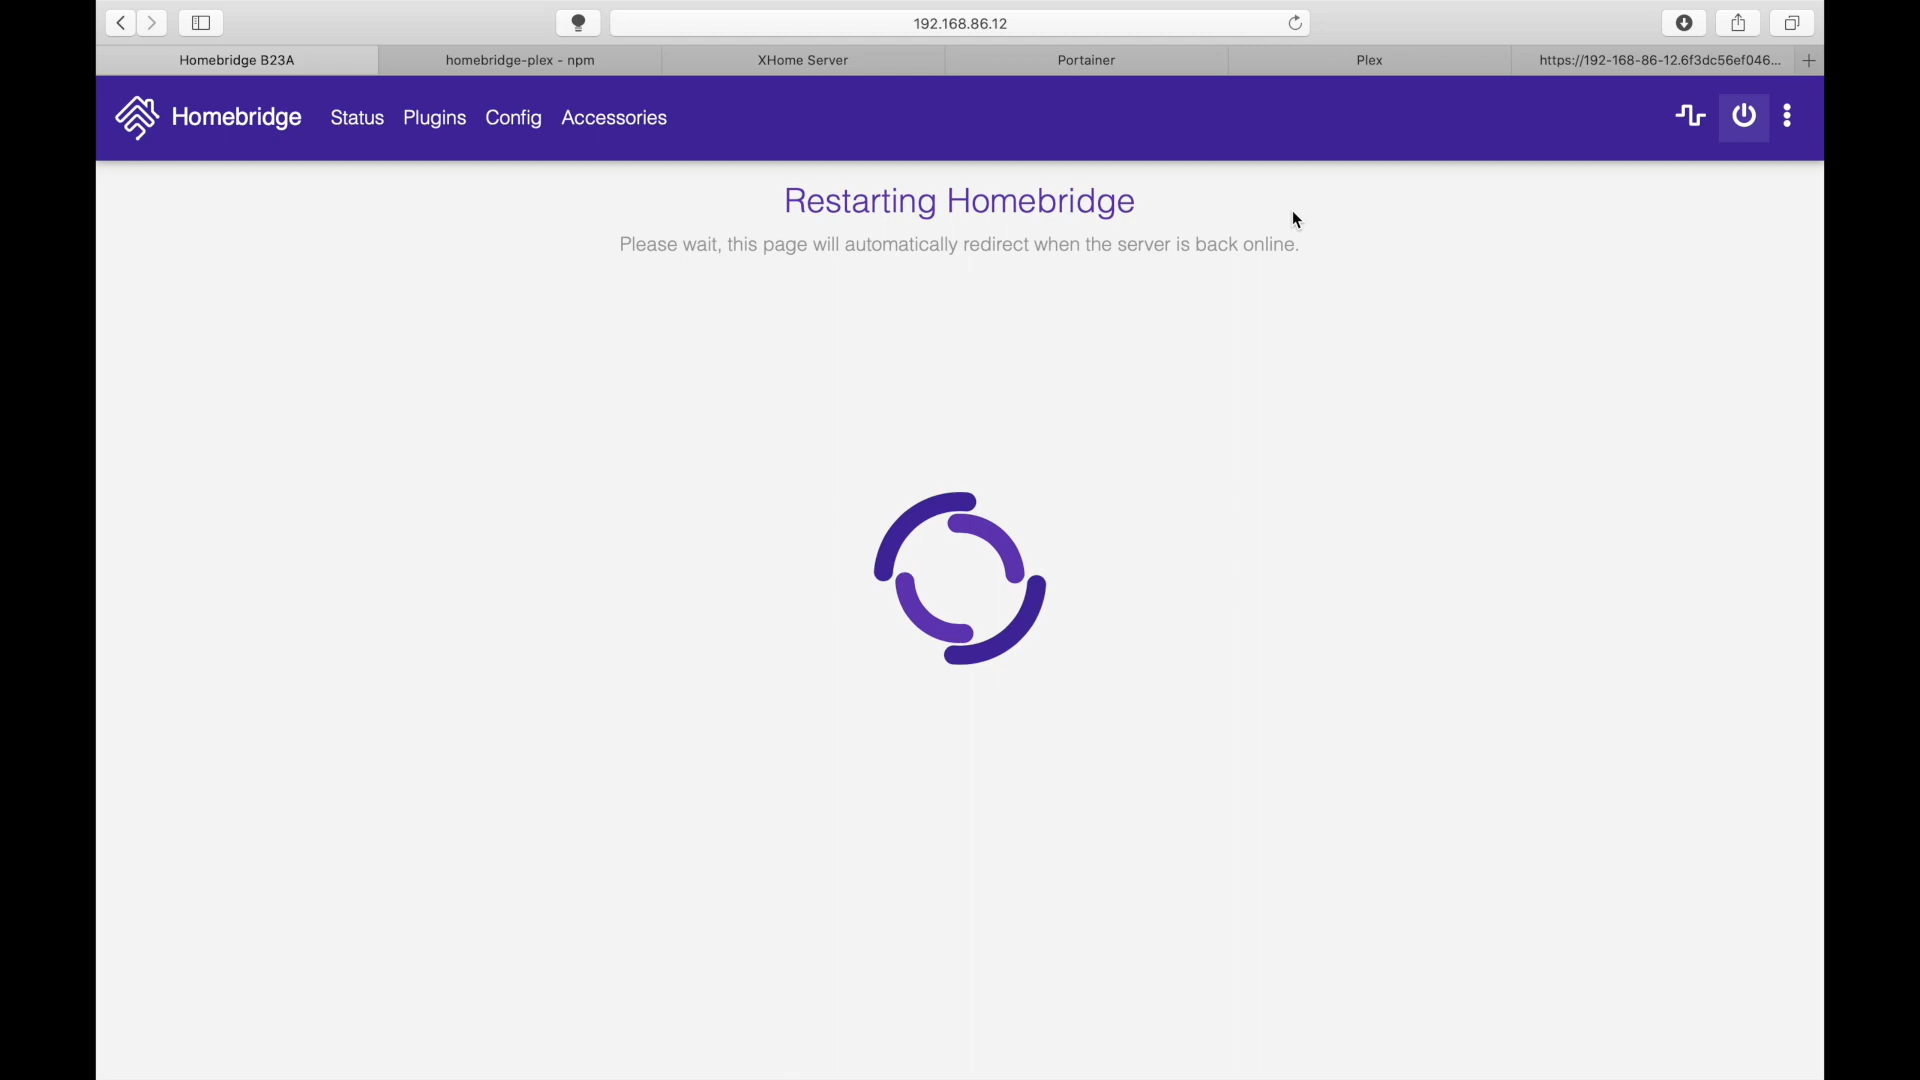 192.168.86.12
Homebridge B23A
homebridge-plex - npm
XHome Server
Portainer
Plex
https://192-168-86-12.6f3dc56ef046...
Homebridge
Status
Plugins
Config
Accessories
Restarting Homebridge
Please wait, this page will automatically redirect when the server is back online.